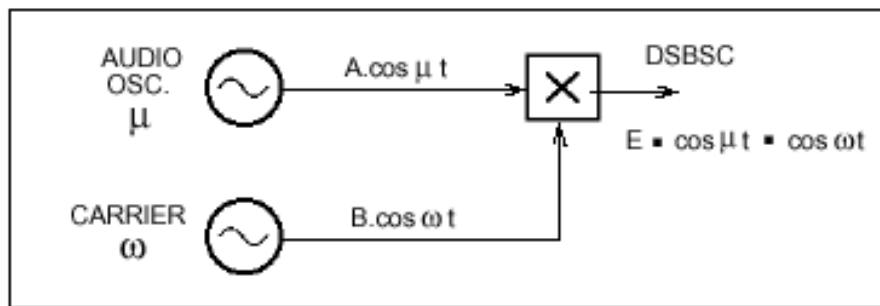 AUDIO
OSC.
μ
A.cos μ t
DSBSC
E ▪ cos μ t ▪ cos ωt
CARRIER
ω
B.cos ω t